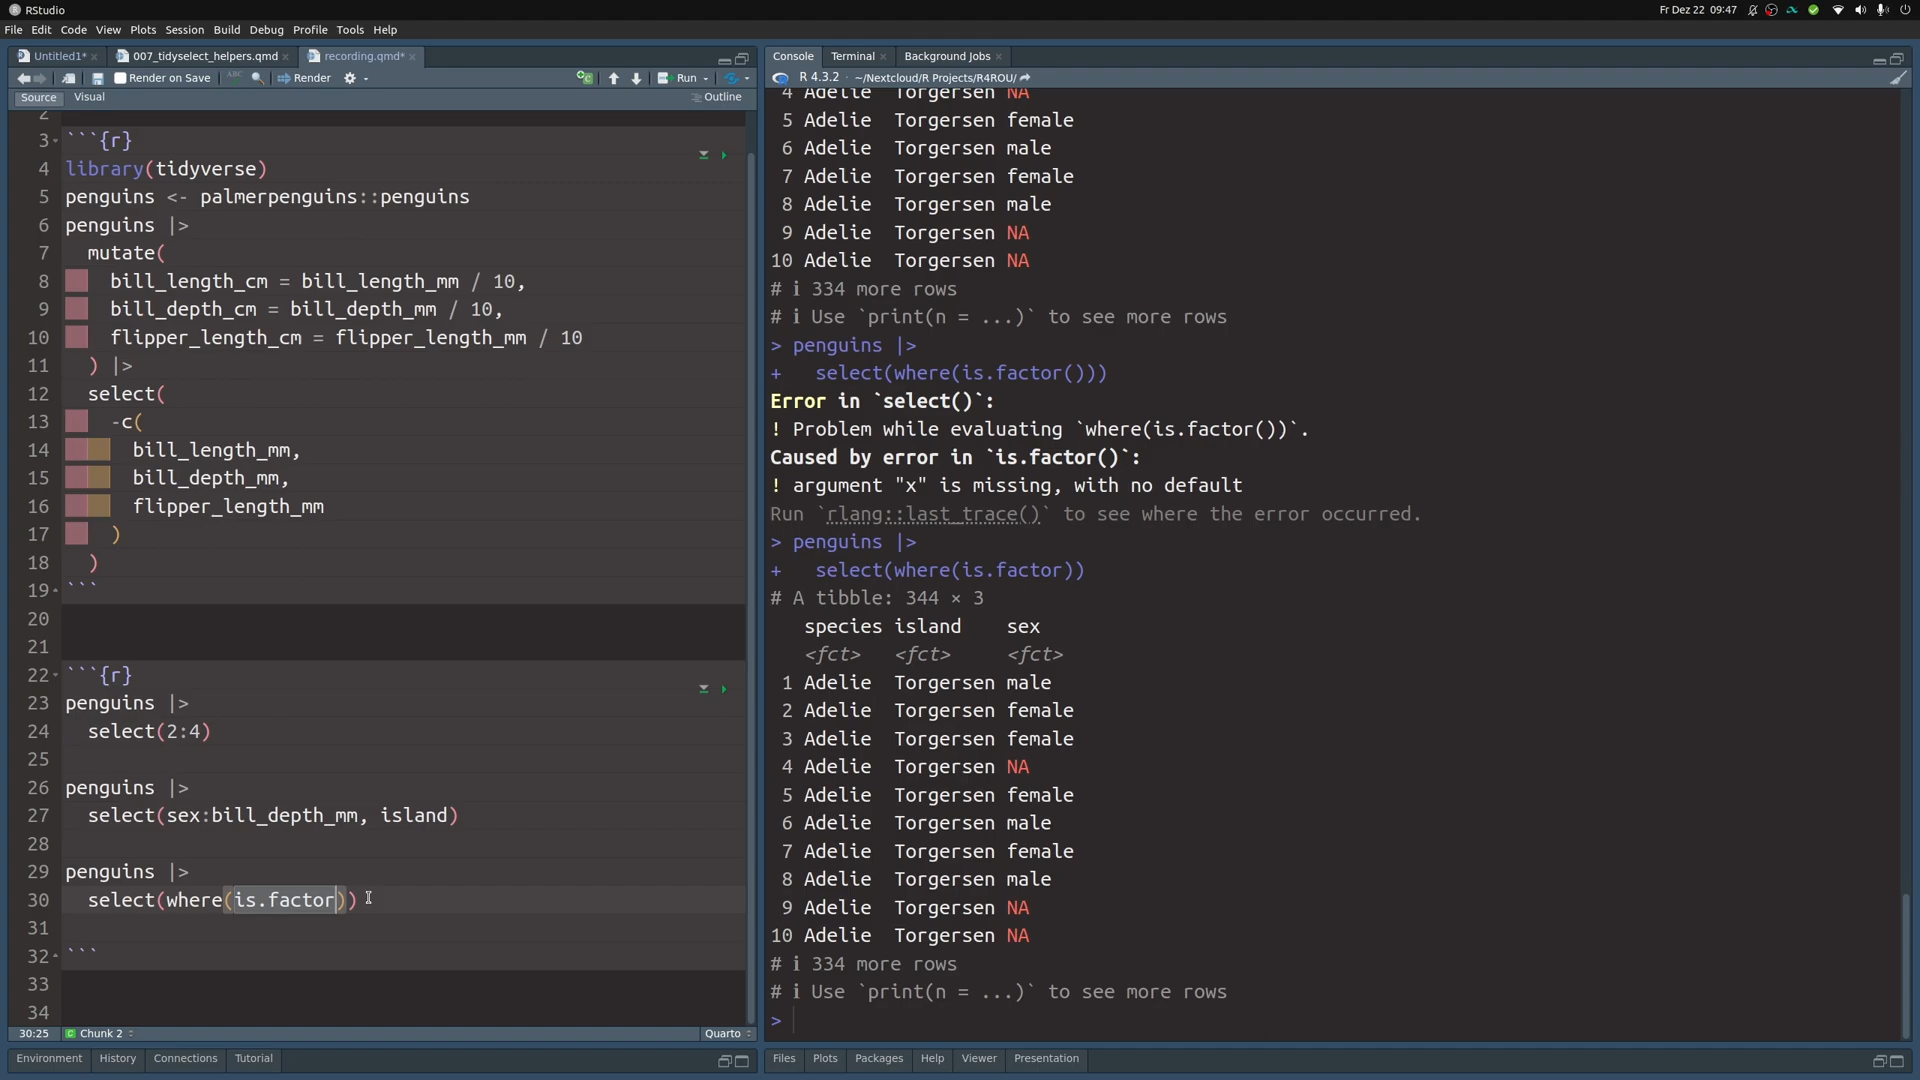 RStudio
Fr Dez 22 09:47
File Edit Code View Plots Session Build Debug Profile Tools Help
Untitled1* × 007_tidyselect_helpers.qmd × recording.qmd* ×
Render on Save ABC Render Run
Source Visual Outline
2
3 ```{r}
4 library(tidyverse)
5 penguins <- palmerpenguins::penguins
6 penguins |>
7   mutate(
8     bill_length_cm = bill_length_mm / 10,
9     bill_depth_cm = bill_depth_mm / 10,
10     flipper_length_cm = flipper_length_mm / 10
11   ) |>
12   select(
13     -c(
14       bill_length_mm,
15       bill_depth_mm,
16       flipper_length_mm
17     )
18   )
19 ```
20
21
22 ```{r}
23 penguins |>
24   select(2:4)
25
26 penguins |>
27   select(sex:bill_depth_mm, island)
28
29 penguins |>
30   select(where(is.factor))
31
32 ```
33
34
30:25 Chunk 2 Quarto
Environment History Connections Tutorial
Console Terminal × Background Jobs ×
R 4.3.2 · ~/Nextcloud/R Projects/R4ROU/
4 Adelie  Torgersen NA
5 Adelie  Torgersen female
6 Adelie  Torgersen male
7 Adelie  Torgersen female
8 Adelie  Torgersen male
9 Adelie  Torgersen NA
10 Adelie  Torgersen NA
# ℹ 334 more rows
# ℹ Use `print(n = ...)` to see more rows
> penguins |>
+   select(where(is.factor()))
Error in `select()`:
! Problem while evaluating `where(is.factor())`.
Caused by error in `is.factor()`:
! argument "x" is missing, with no default
Run `rlang::last_trace()` to see where the error occurred.
> penguins |>
+   select(where(is.factor))
# A tibble: 344 × 3
species island    sex
<fct>   <fct>     <fct>
1 Adelie  Torgersen male
2 Adelie  Torgersen female
3 Adelie  Torgersen female
4 Adelie  Torgersen NA
5 Adelie  Torgersen female
6 Adelie  Torgersen male
7 Adelie  Torgersen female
8 Adelie  Torgersen male
9 Adelie  Torgersen NA
10 Adelie  Torgersen NA
# ℹ 334 more rows
# ℹ Use `print(n = ...)` to see more rows
>
Files Plots Packages Help Viewer Presentation